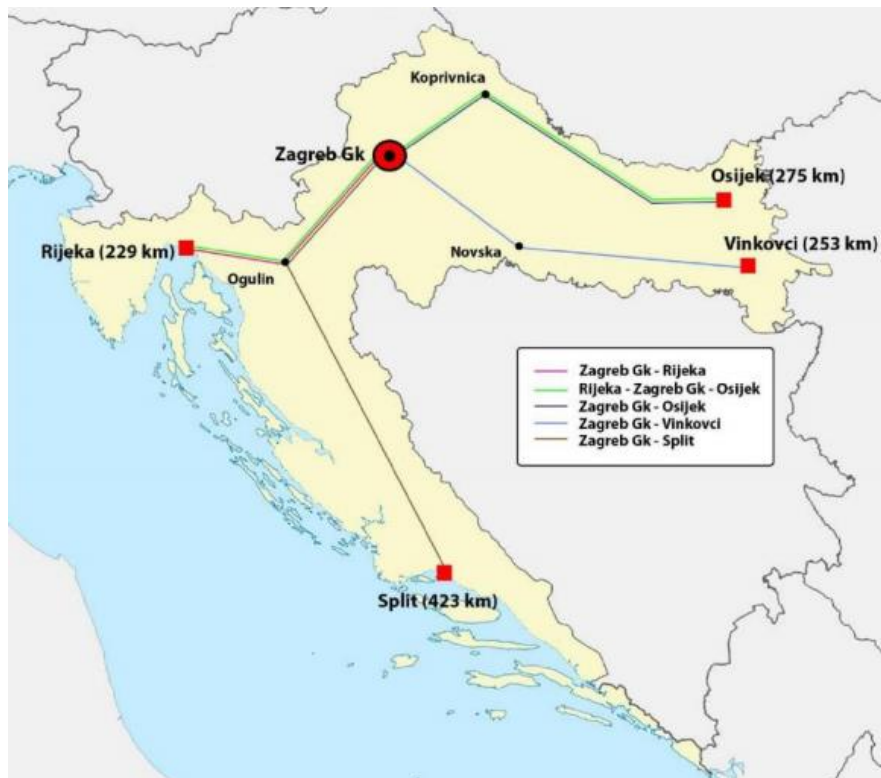 Koprivnica
Zagreb Gk
Osijek (275 km)
Rijeka (229 km)
Ogulin
Novska
Vinkovci (253 km)
Zagreb Gk - Rijeka
Rijeka - Zagreb Gk - Osijek
Zagreb Gk - Osijek
Zagreb Gk - Vinkovci
Zagreb Gk - Split
Split (423 km)